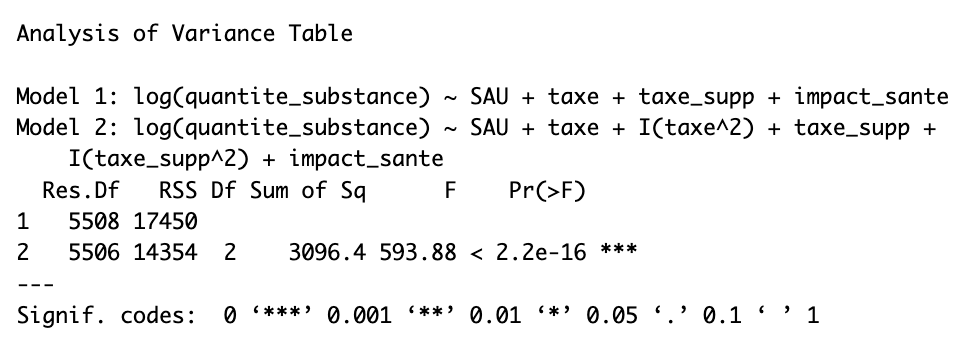 Analysis of Variance Table

Model 1: log(quantite_substance) ~ SAU + taxe + taxe_supp + impact_sante
Model 2: log(quantite_substance) ~ SAU + taxe + I(taxe^2) + taxe_supp +
    I(taxe_supp^2) + impact_sante
  Res.Df   RSS Df Sum of Sq      F    Pr(>F)
1   5508 17450
2   5506 14354  2    3096.4 593.88 < 2.2e-16 ***
---
Signif. codes:  0 ‘***’ 0.001 ‘**’ 0.01 ‘*’ 0.05 ‘.’ 0.1 ‘ ’ 1